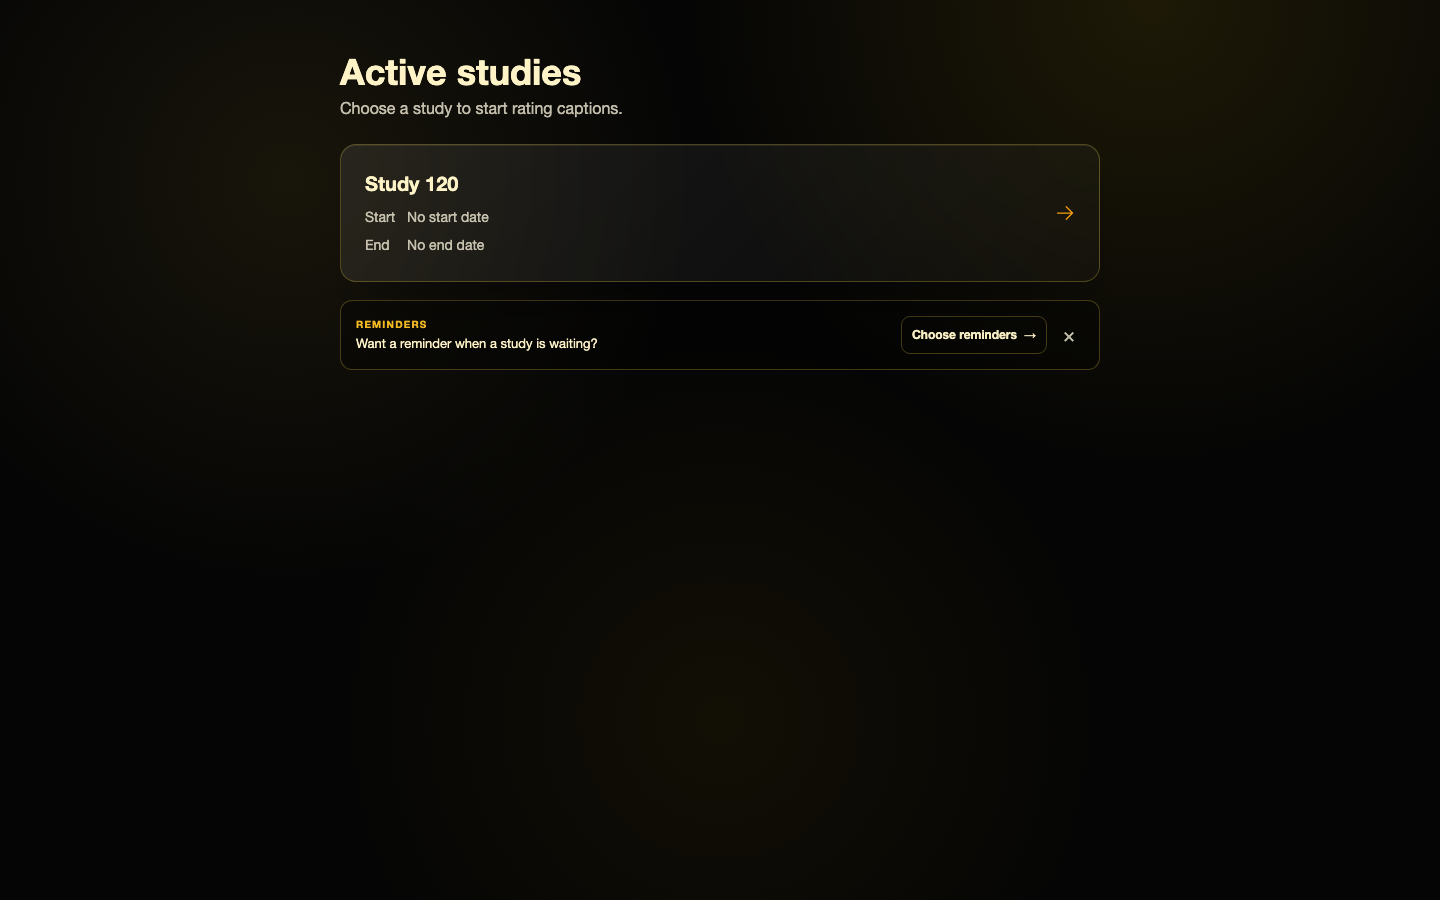 Active studies
Choose a study to start rating captions.
Study 120
Start No start date
End No end date
REMINDERS
Want a reminder when a study is waiting?
Choose reminders →
×